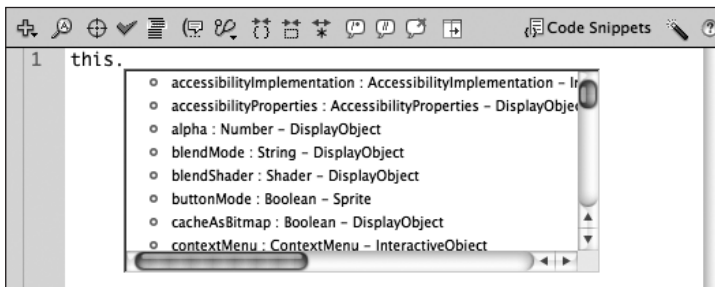 Code Snippets
1 this.
accessibilityImplementation : AccessibilityImplementation – I
accessibilityProperties : AccessibilityProperties – DisplayObje
alpha : Number – DisplayObject
blendMode : String – DisplayObject
blendShader : Shader – DisplayObject
buttonMode : Boolean – Sprite
cacheAsBitmap : Boolean – DisplayObject
contextMenu : ContextMenu – InteractiveObject